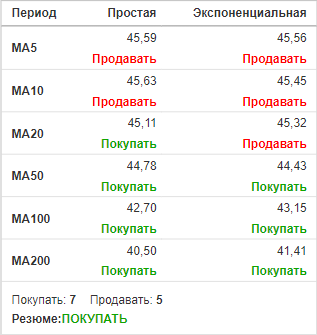 Период Простая Экспоненциальная
MA5 45,59 45,56
Продавать Продавать
MA10 45,63 45,45
Продавать Продавать
MA20 45,11 45,32
Покупать Продавать
MA50 44,78 44,43
Покупать Покупать
MA100 42,70 43,15
Покупать Покупать
MA200 40,50 41,41
Покупать Покупать
Покупать: 7 Продавать: 5
Резюме:ПОКУПАТЬ